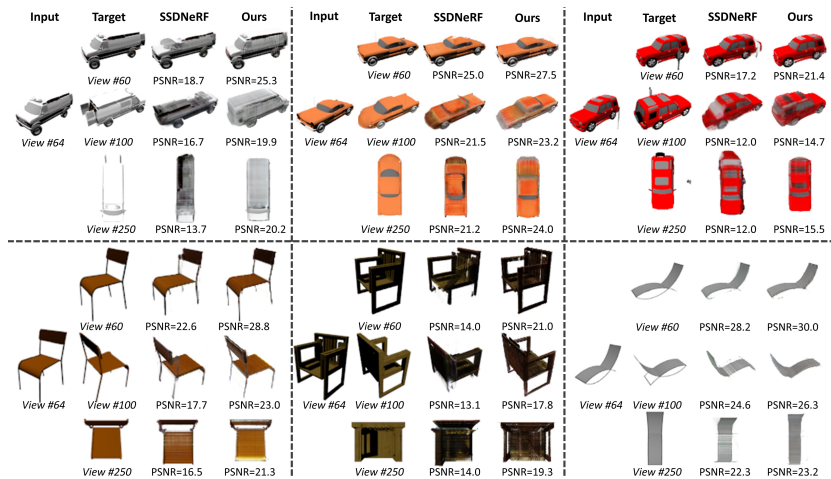 Input Target SSDNeRF Ours Input Target SSDNeRF Ours Input Target SSDNeRF Ours
View #60 PSNR=18.7 PSNR=25.3 View #60 PSNR=25.0 PSNR=27.5 View #60 PSNR=17.2 PSNR=21.4
View #64 View #100 PSNR=16.7 PSNR=19.9 View #64 View #100 PSNR=21.5 PSNR=23.2 View #64 View #100 PSNR=12.0 PSNR=14.7
View #250 PSNR=13.7 PSNR=20.2 View #250 PSNR=21.2 PSNR=24.0 View #250 PSNR=12.0 PSNR=15.5
View #60 PSNR=22.6 PSNR=28.8 View #60 PSNR=14.0 PSNR=21.0 View #60 PSNR=28.2 PSNR=30.0
View #64 View #100 PSNR=17.7 PSNR=23.0 View #64 View #100 PSNR=13.1 PSNR=17.8 View #64 View #100 PSNR=24.6 PSNR=26.3
View #250 PSNR=16.5 PSNR=21.3 View #250 PSNR=14.0 PSNR=19.3 View #250 PSNR=22.3 PSNR=23.2